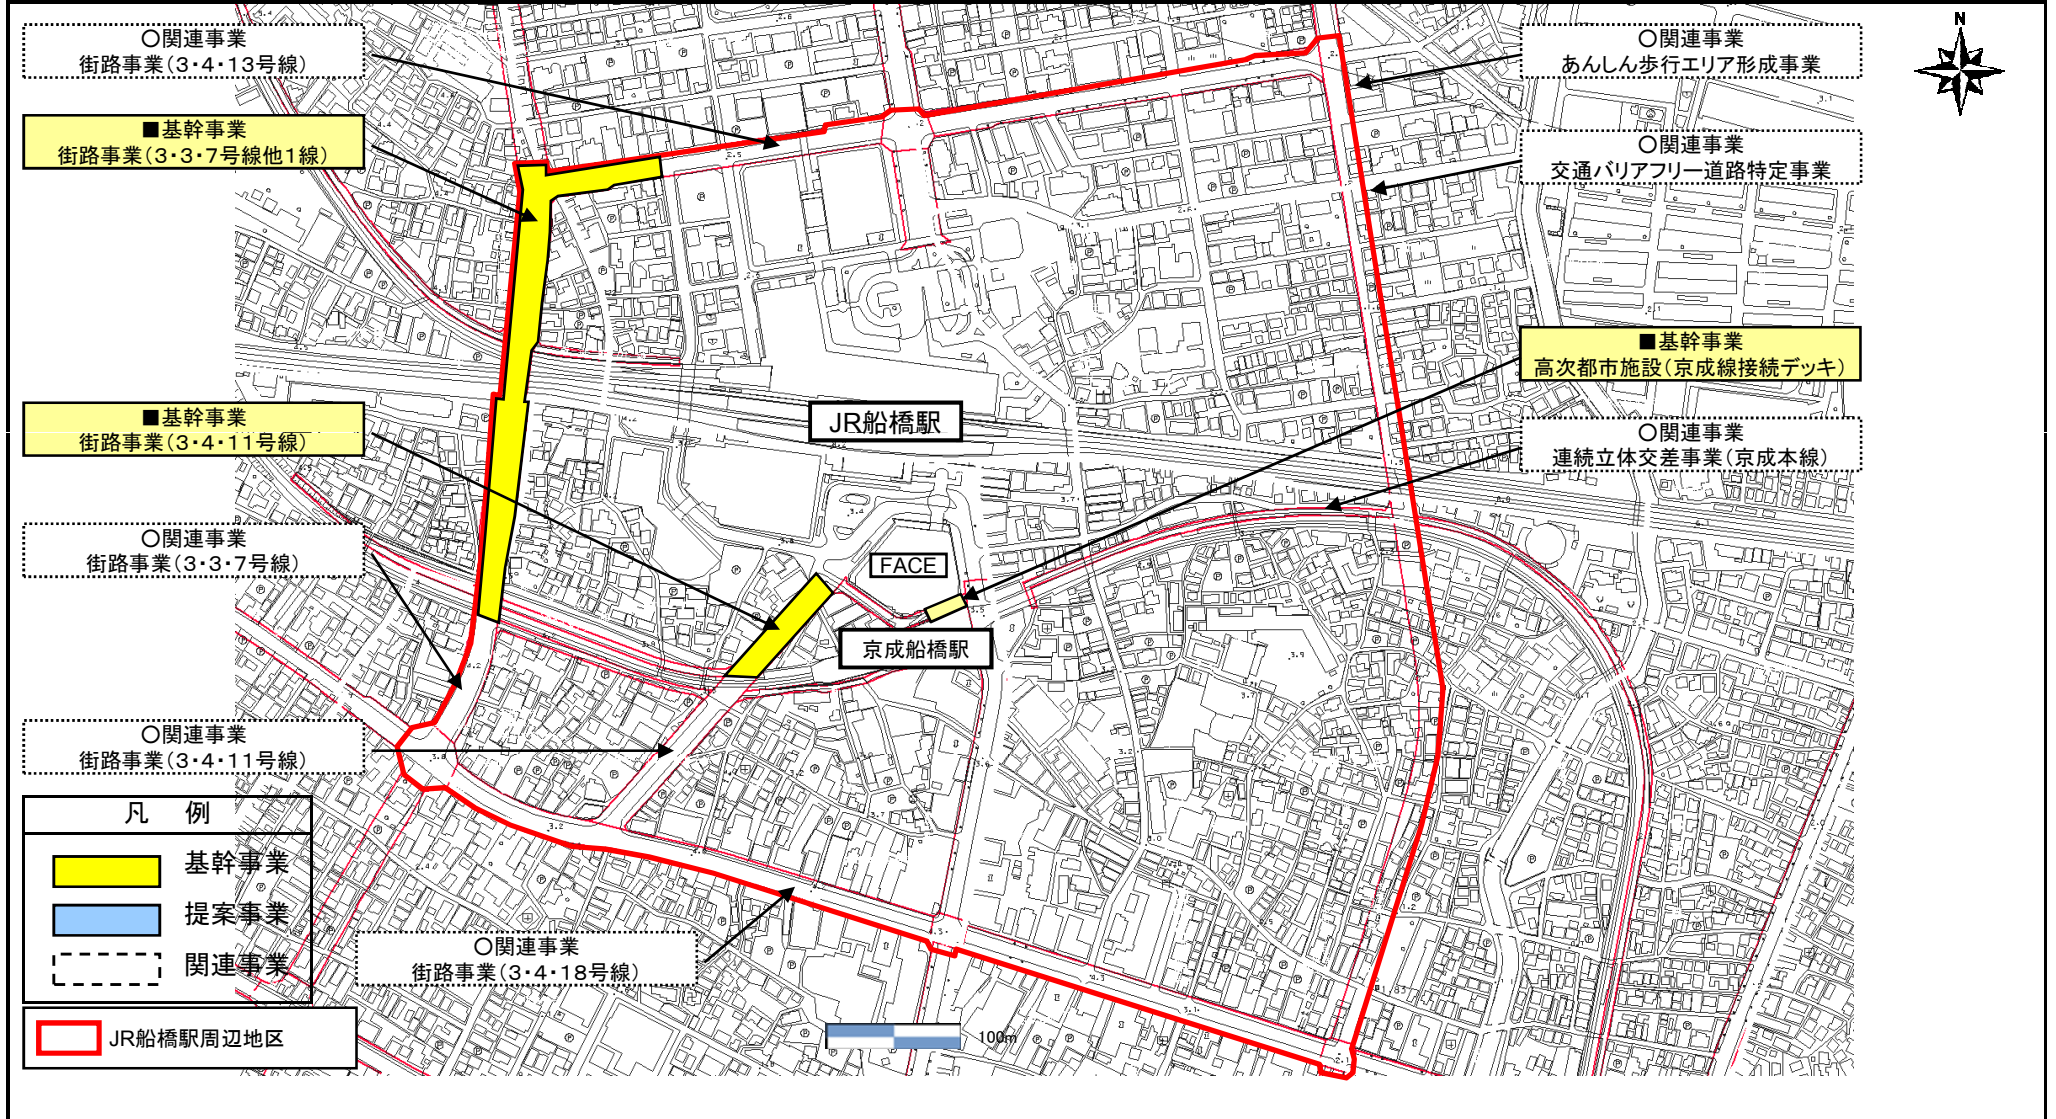 〇関連事業
街路事業(3・4・13号線)
■基幹事業
街路事業(3・3・7号線他1線)
■基幹事業
街路事業(3・4・11号線)
〇関連事業
街路事業(3・3・7号線)
〇関連事業
街路事業(3・4・11号線)
凡 例
基幹事業
提案事業
関連事業
JR船橋駅周辺地区
〇関連事業
街路事業(3・4・18号線)
JR船橋駅
FACE
京成船橋駅
100m
N
〇関連事業
あんしん歩行エリア形成事業
〇関連事業
交通バリアフリー道路特定事業
■基幹事業
高次都市施設(京成線接続デッキ)
〇関連事業
連続立体交差事業(京成本線)